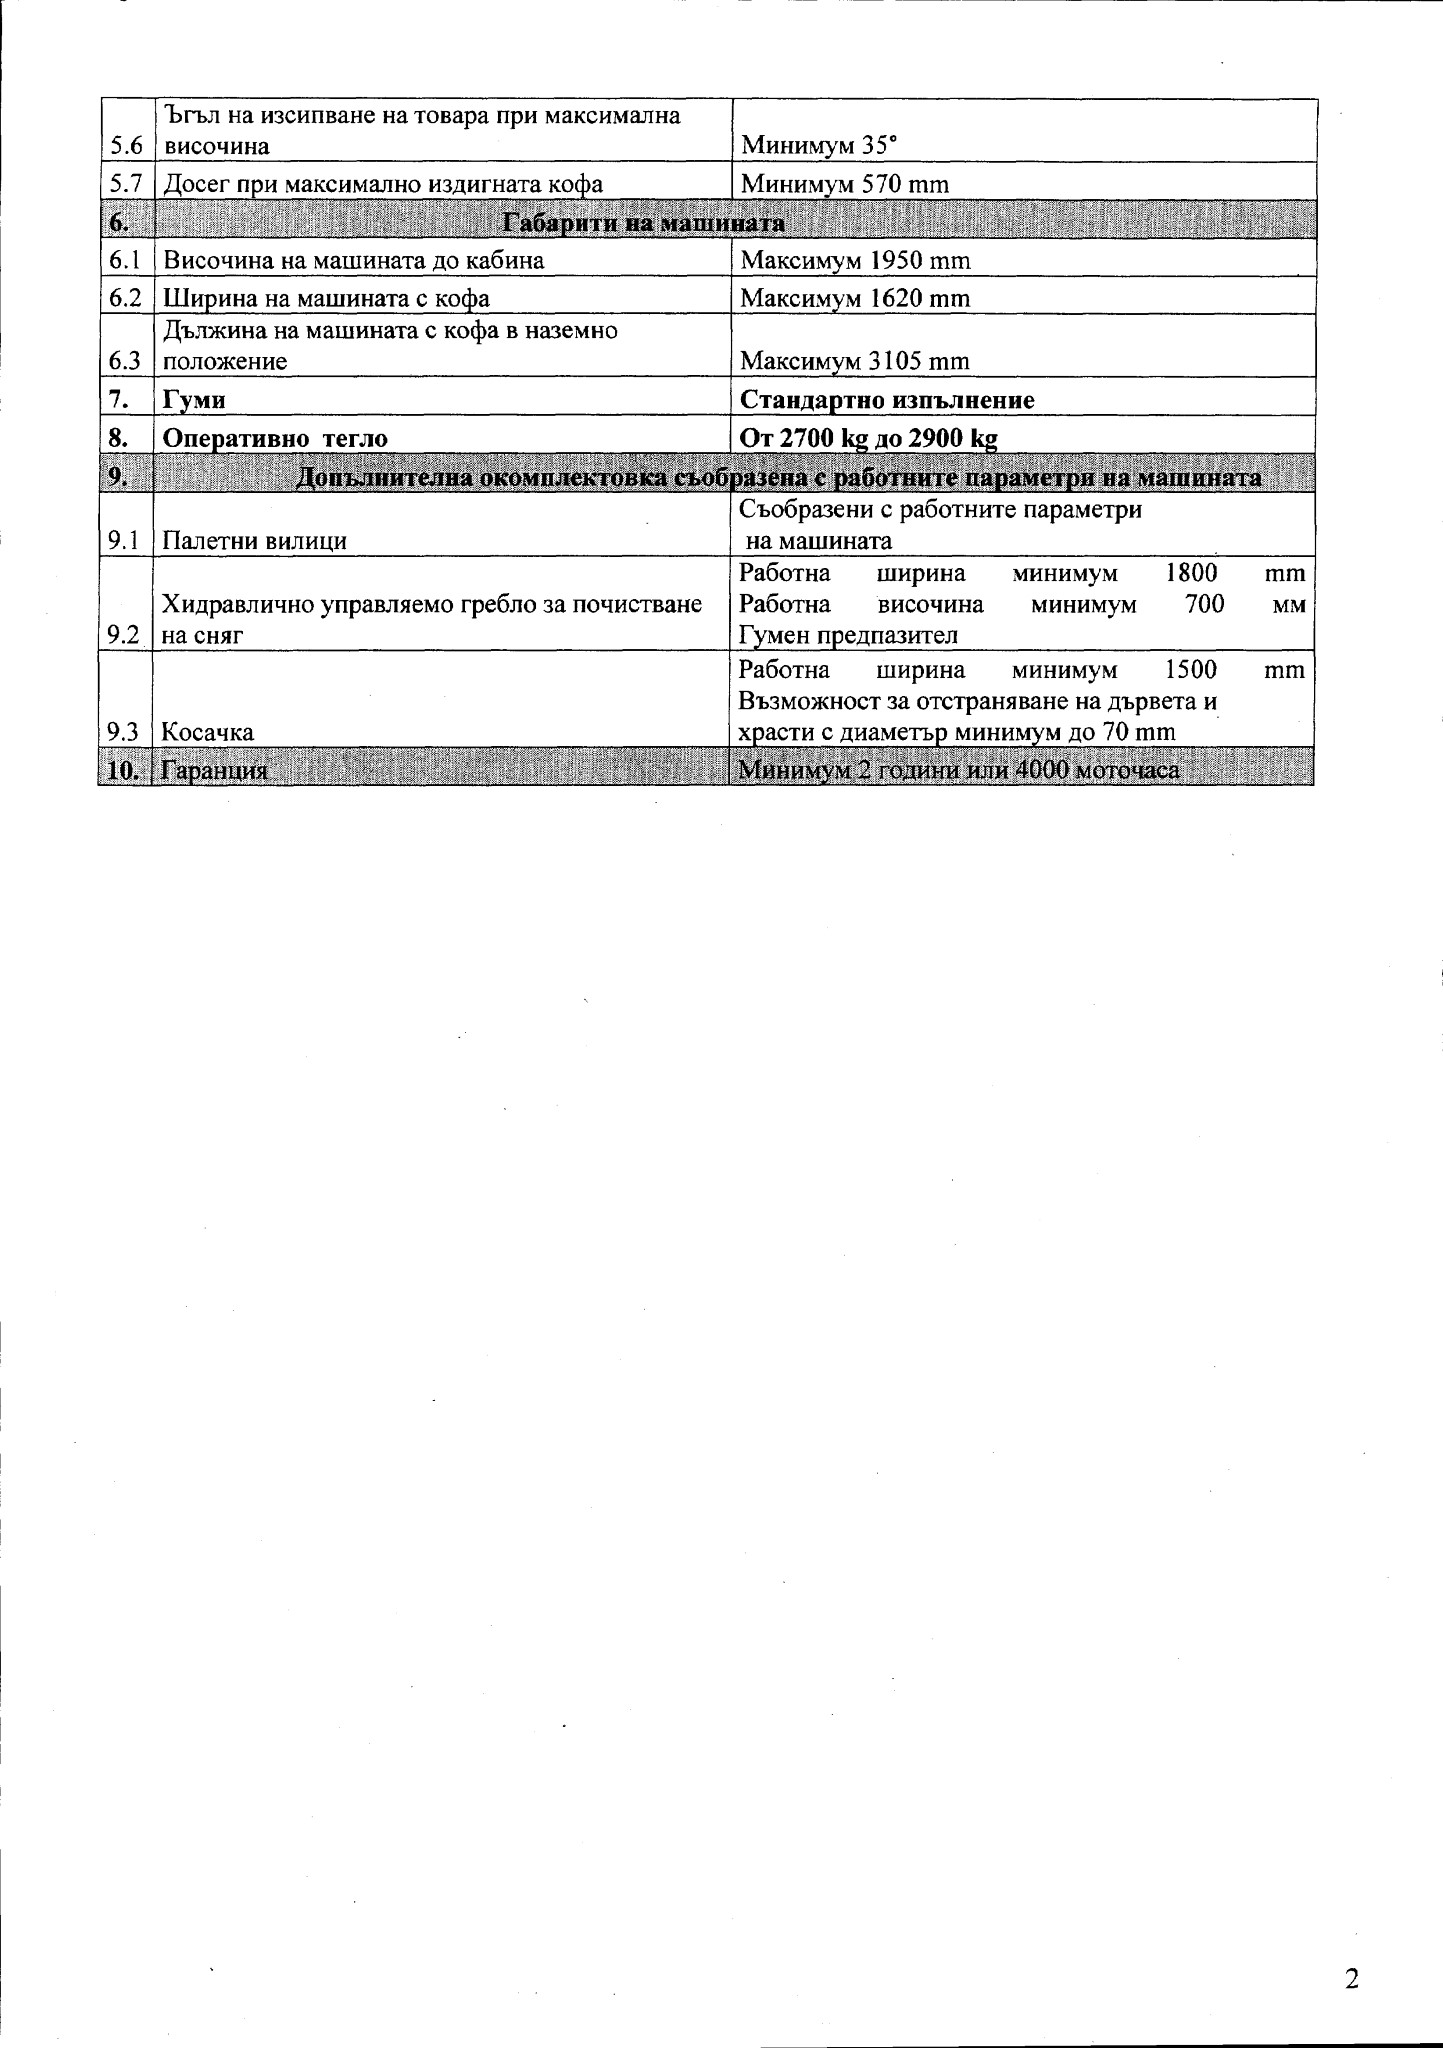 Ъгъл на изсипване на товара при максимална
5.6 височина Минимум 35°
5.7 Досег при максимално издигната кофа Минимум 570 mm
6. Габарити на машината
6.1 Височина на машината до кабина Максимум 1950 mm
6.2 Ширина на машината с кофа Максимум 1620 mm
Дължина на машината с кофа в наземно
6.3 положение Максимум 3105 mm
7. Гуми Стандартно изпълнение
8. Оперативно тегло От 2700 kg до 2900 kg
9. Допълнителна окомплектовка съобразена с работните параметри на машината
Съобразени с работните параметри
9.1 Палетни вилици на машината
Работна ширина минимум 1800 mm
Хидравлично управляемо гребло за почистване Работна височина минимум 700 мм
9.2 на сняг Гумен предпазител
Работна ширина минимум 1500 mm
Възможност за отстраняване на дървета и
9.3 Косачка храсти с диаметър минимум до 70 mm
10. Гаранция Минимум 2 години или 4000 моточаса
2